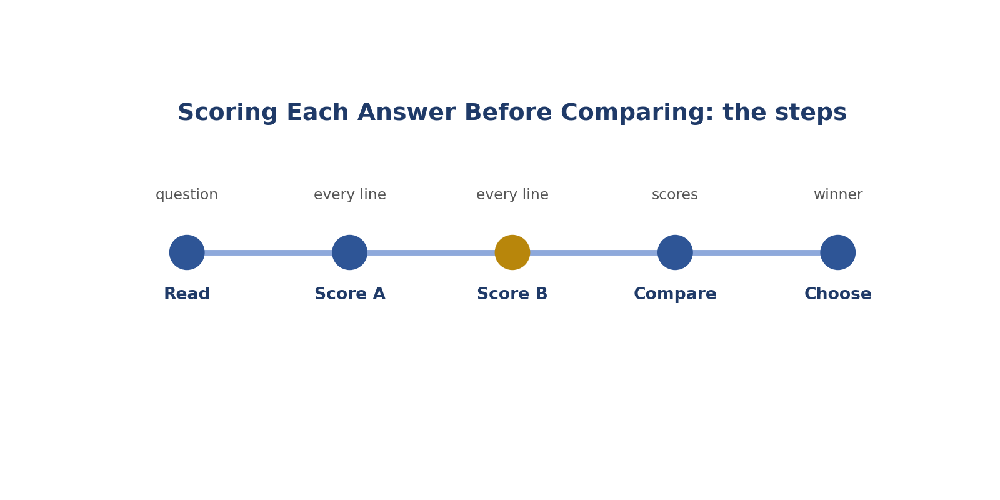 Scoring Each Answer Before Comparing: the steps
question every line every line scores winner
Read Score A Score B Compare Choose